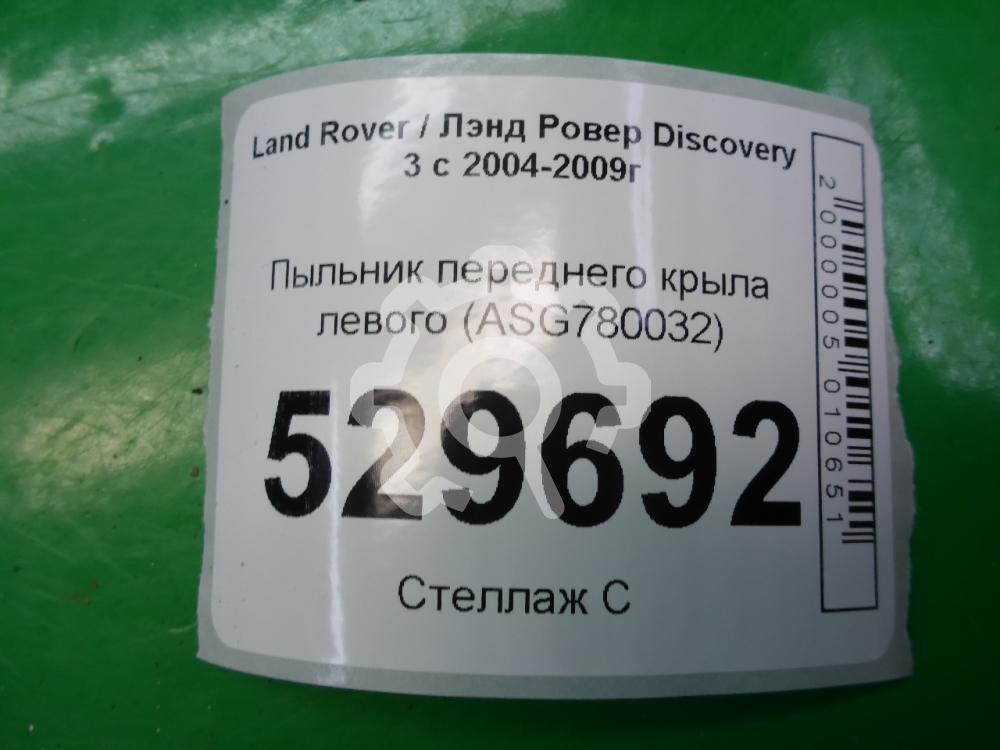 Land Rover / Лэнд Ровер Discovery
3 с 2004-2009г
Пыльник переднего крыла
левого (ASG780032)
529692
Стеллаж С
2000005010651